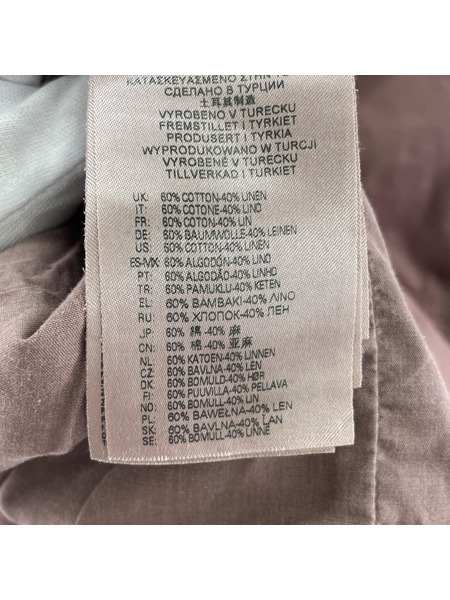 ΚΑΤΑΣΚΕΥΑΣΜΕΝΟ ΣΤΗΝ
СДЕЛАНО В ТУРЦИИ
土耳其制造
VYROBENO V TURECKU
FREMSTILLET I TYRKIET
PRODUSERT I TYRKIA
WYPRODUKOWANO W TURCJI
VYROBENÉ V TURECKU
TILLVERKAD I TURKIET
UK: 60% COTTON-40% LINEN
IT: 60% COTONE-40% LINO
FR: 60% COTON-40% LIN
DE: 60% BAUMWOLLE-40% LEINEN
US: 60% COTTON-40% LINEN
ES-MX: 60% ALGODÓN-40% LINO
PT: 60% ALGODÃO-40% LINHO
TR: 60% PAMUKLU-40% KETEN
EL: 60% ΒΑΜΒΑΚΙ-40% ΛΙΝΟ
RU: 60% ХЛОПОК-40% ЛЕН
JP: 60% 綿 -40% 麻
CN: 60% 棉 -40% 亚麻
NL: 60% KATOEN-40% LINNEN
CZ: 60% BAVLNA-40% LEN
DK: 60% BOMULD-40% HØR
FI: 60% PUUVILLA-40% PELLAVA
NO: 60% BOMULL-40% LIN
PL: 60% BAWEŁNA-40% LEN
SK: 60% BAVLNA-40% LAN
SE: 60% BOMULL-40% LINNE